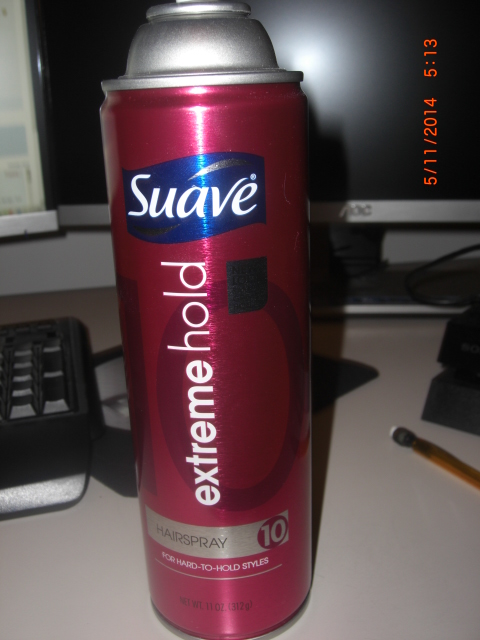 Suave®
extreme hold
10
HAIRSPRAY 10
FOR HARD-TO-HOLD STYLES
NET WT. 11 OZ. (312g)
AOC
5/11/2014 5:13